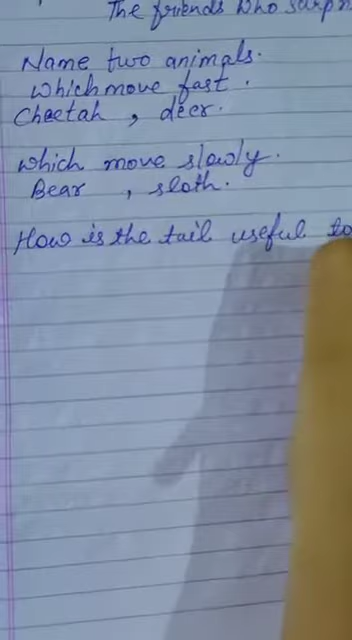 The friends who
Name two animals.
which move fast.
Cheetah , deer.
which move slowly.
Bear , sloth.
How is the tail useful to